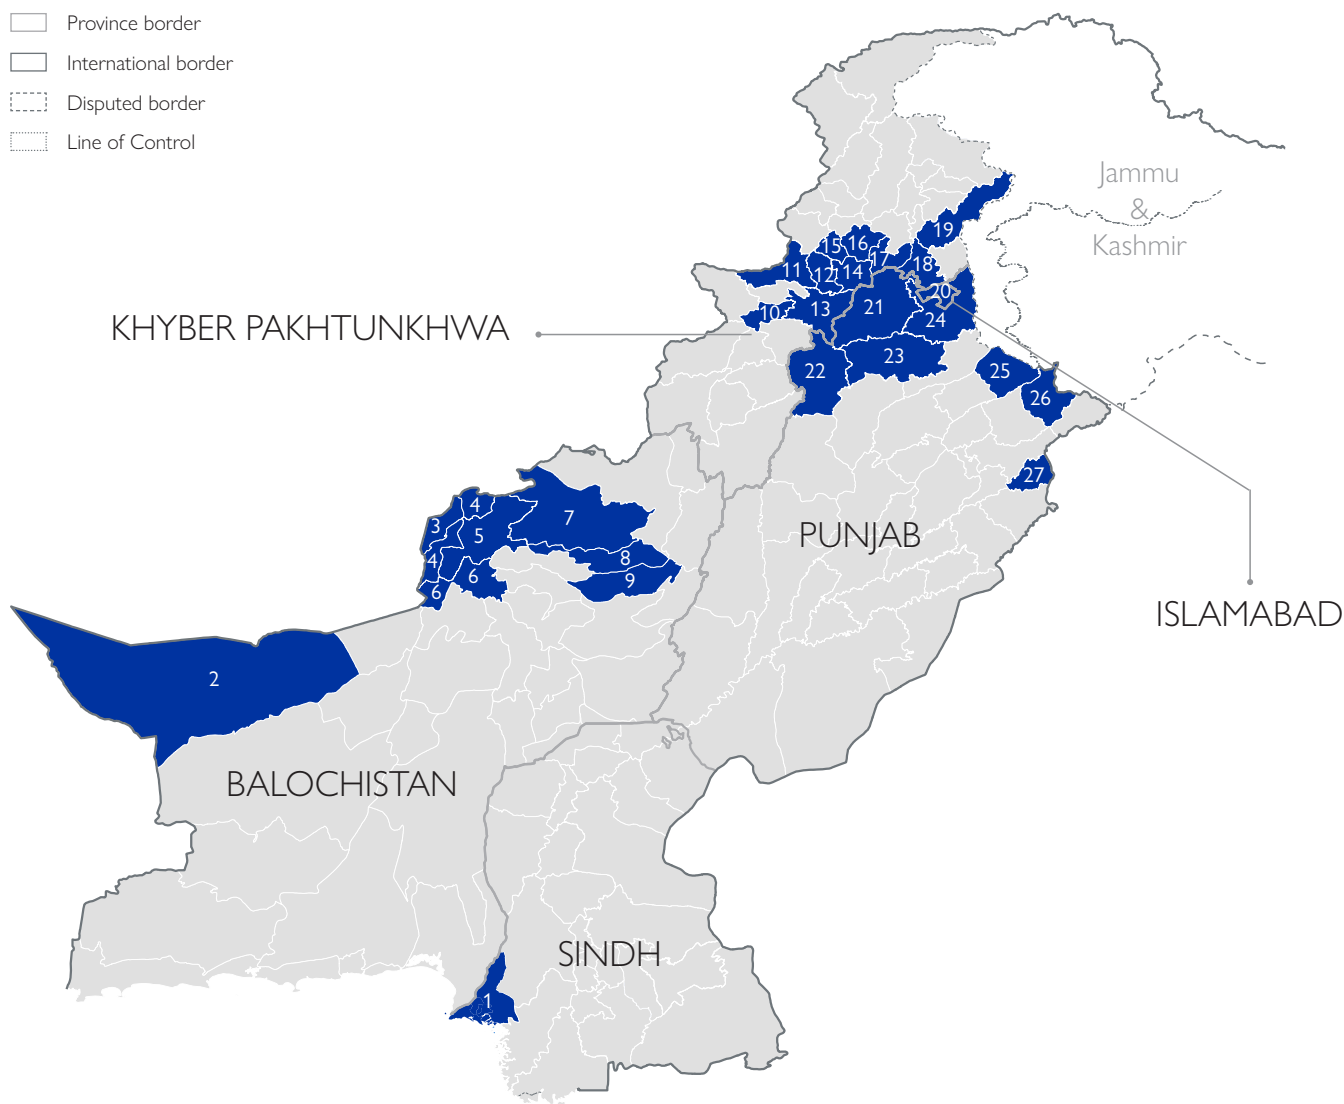 Province border
International border
Disputed border
Line of Control
Jammu
&
Kashmir
19
15
16
17
18
11
12
14
20
10
13
21
24
KHYBER PAKHTUNKHWA
23
22
25
26
27
4
3
7
5
PUNJAB
4
8
6
9
6
ISLAMABAD
2
BALOCHISTAN
SINDH
1